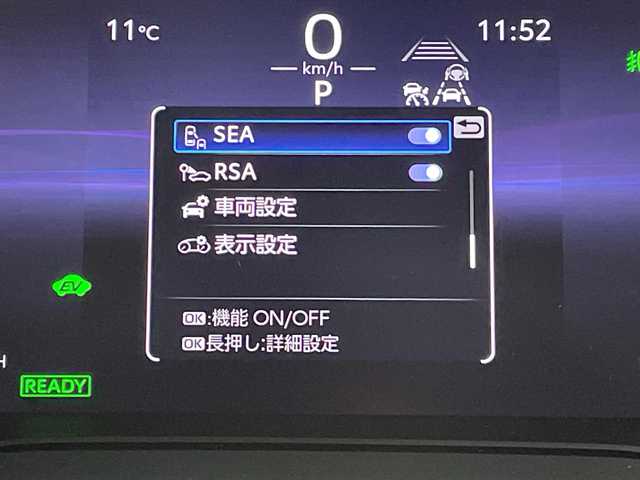 11°C
0
11:52
km/h
P
SEA
RSA
車両設定
表示設定
EV
OK:機能 ON/OFF
OK長押し:詳細設定
H
READY